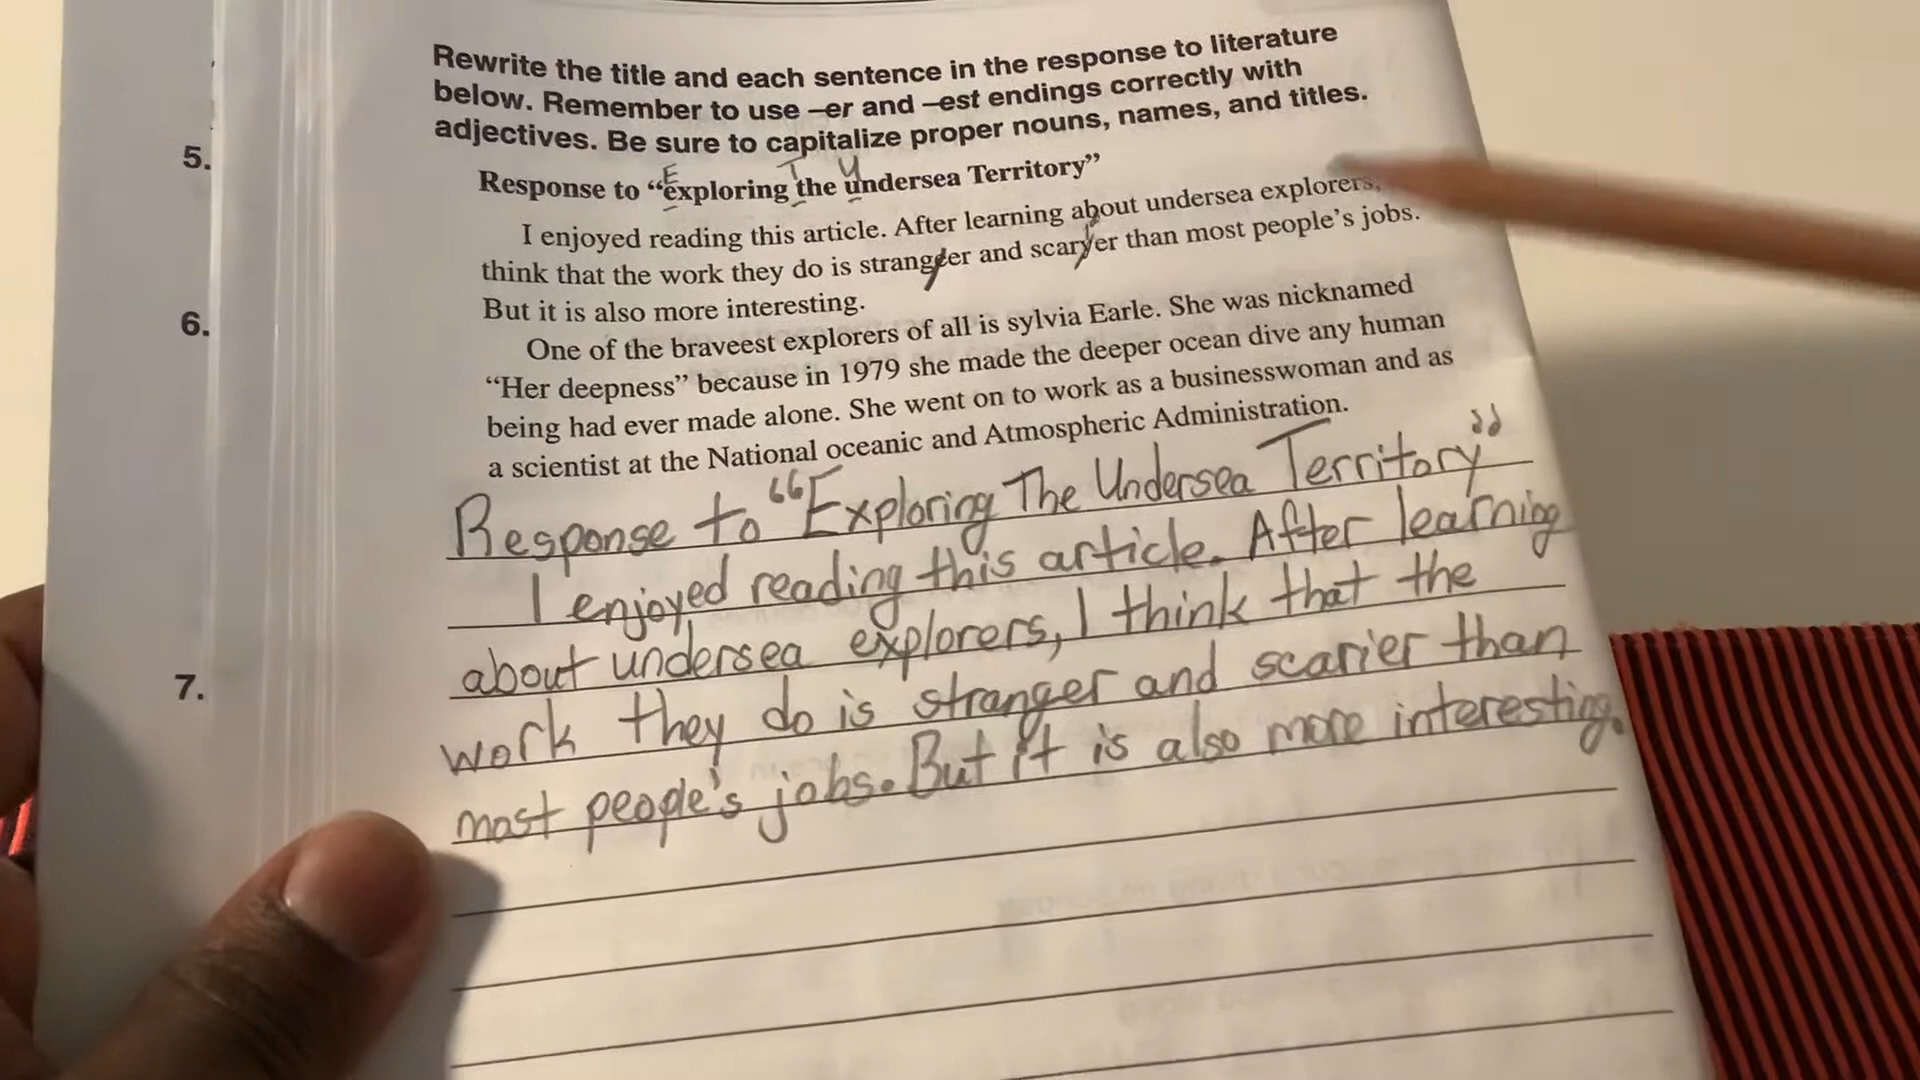 Rewrite the title and each sentence in the response to literature
below. Remember to use –er and –est endings correctly with
adjectives. Be sure to capitalize proper nouns, names, and titles.
5.
E T U
Response to “exploring the undersea Territory”
I enjoyed reading this article. After learning about undersea explorers,
think that the work they do is strangeer and scaryer than most people’s jobs.
But it is also more interesting.
6.
One of the braveest explorers of all is sylvia Earle. She was nicknamed
“Her deepness” because in 1979 she made the deeper ocean dive any human
being had ever made alone. She went on to work as a businesswoman and as
a scientist at the National oceanic and Atmospheric Administration.
Response to “Exploring The Undersea Territory”
I enjoyed reading this article. After learning
about undersea explorers, I think that the
7.
work they do is stranger and scarier than
most people's jobs. But it is also more interesting.